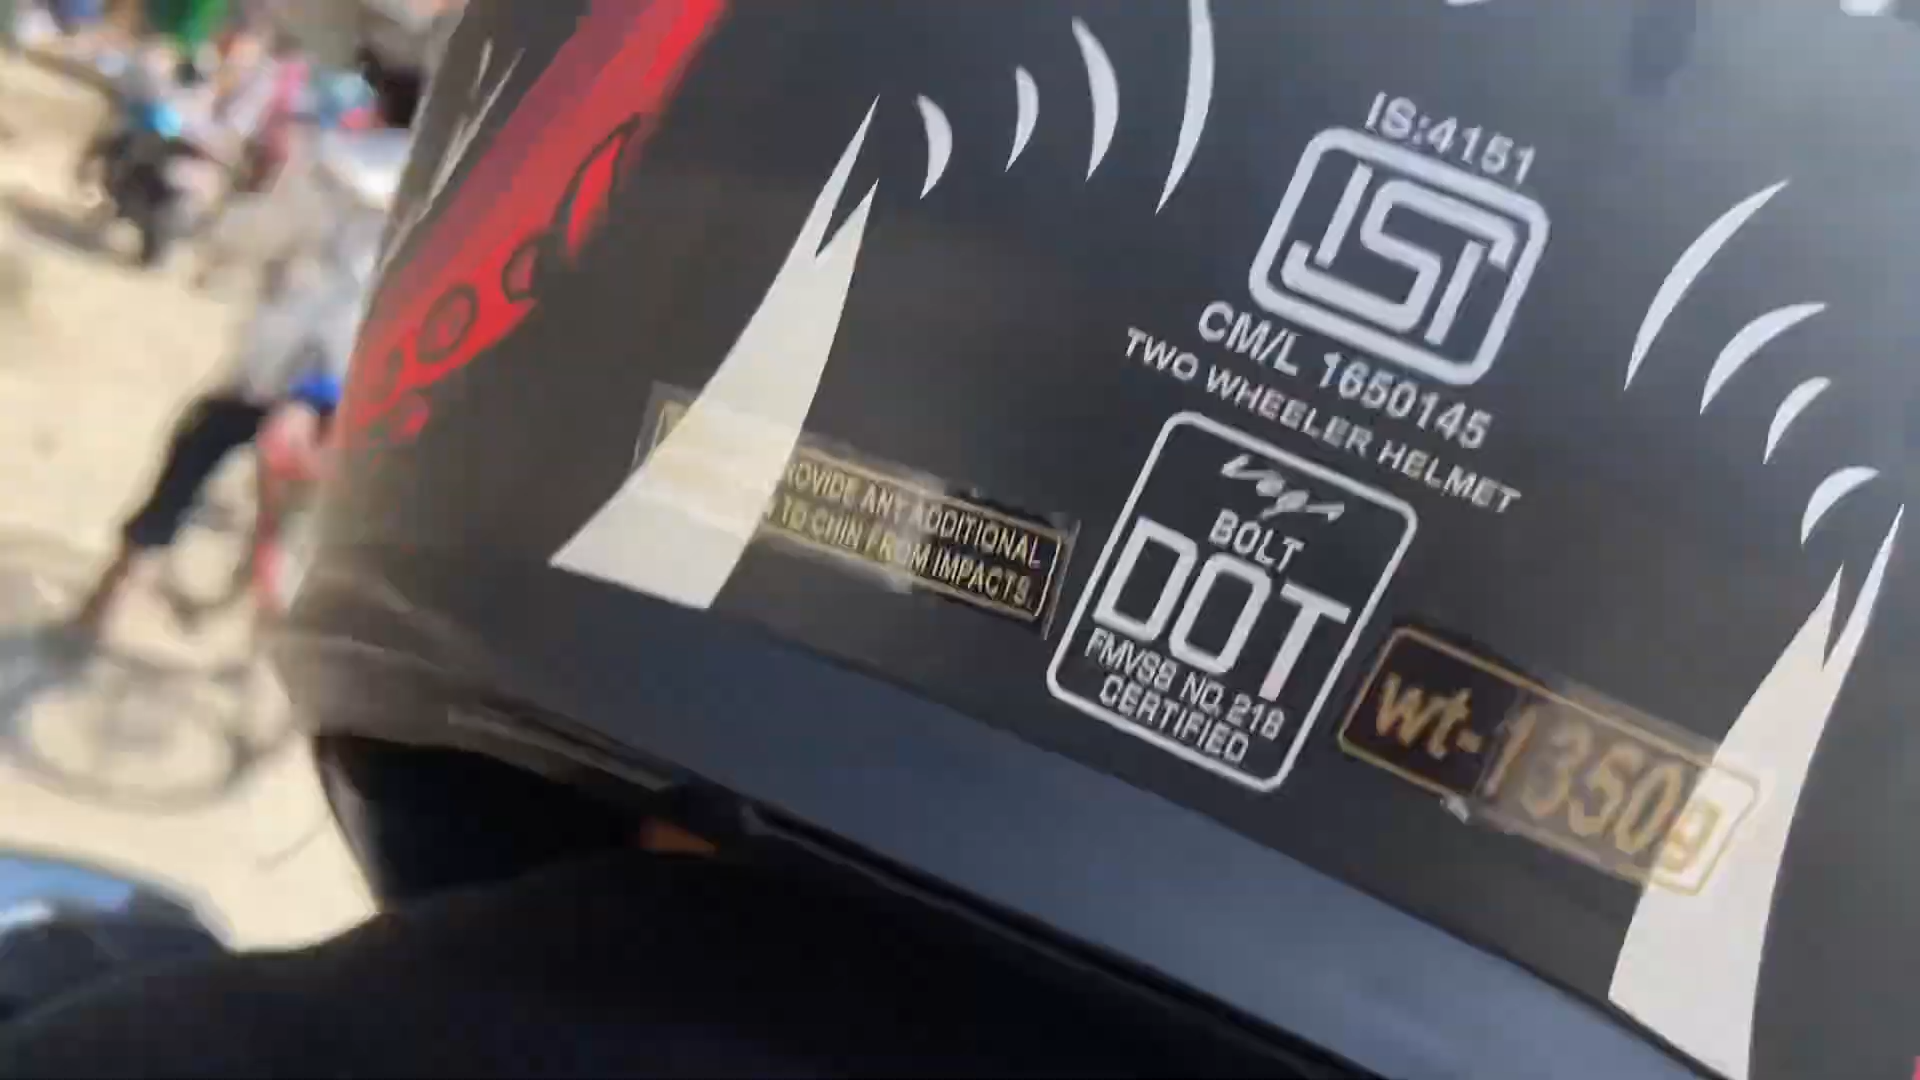 IS:4151
ISI
CM/L 1650145
TWO WHEELER HELMET
Vega
BOLT
DOT
FMVSS NO. 218
CERTIFIED
ANY ADDITIONAL
TO CHIN FROM IMPACTS.
wt-1350g